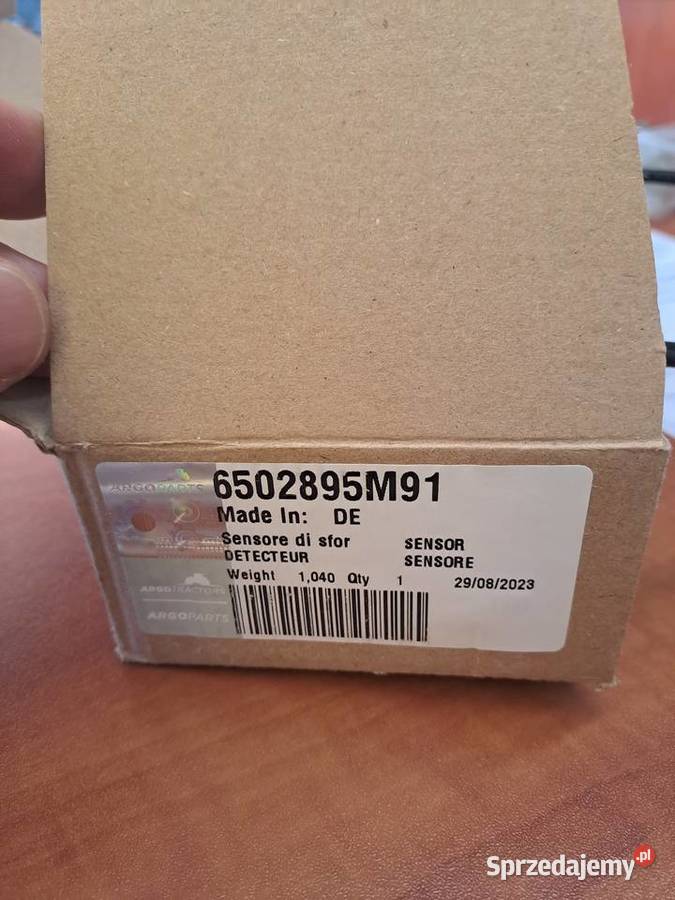 ARGOPARTS
6502895M91
Made In: DE
Sensore di sfor SENSOR
DETECTEUR SENSORE
Weight 1,040 Qty 1 29/08/2023
ARGOTRACTORS
ARGOPARTS
Sprzedajemy.pl